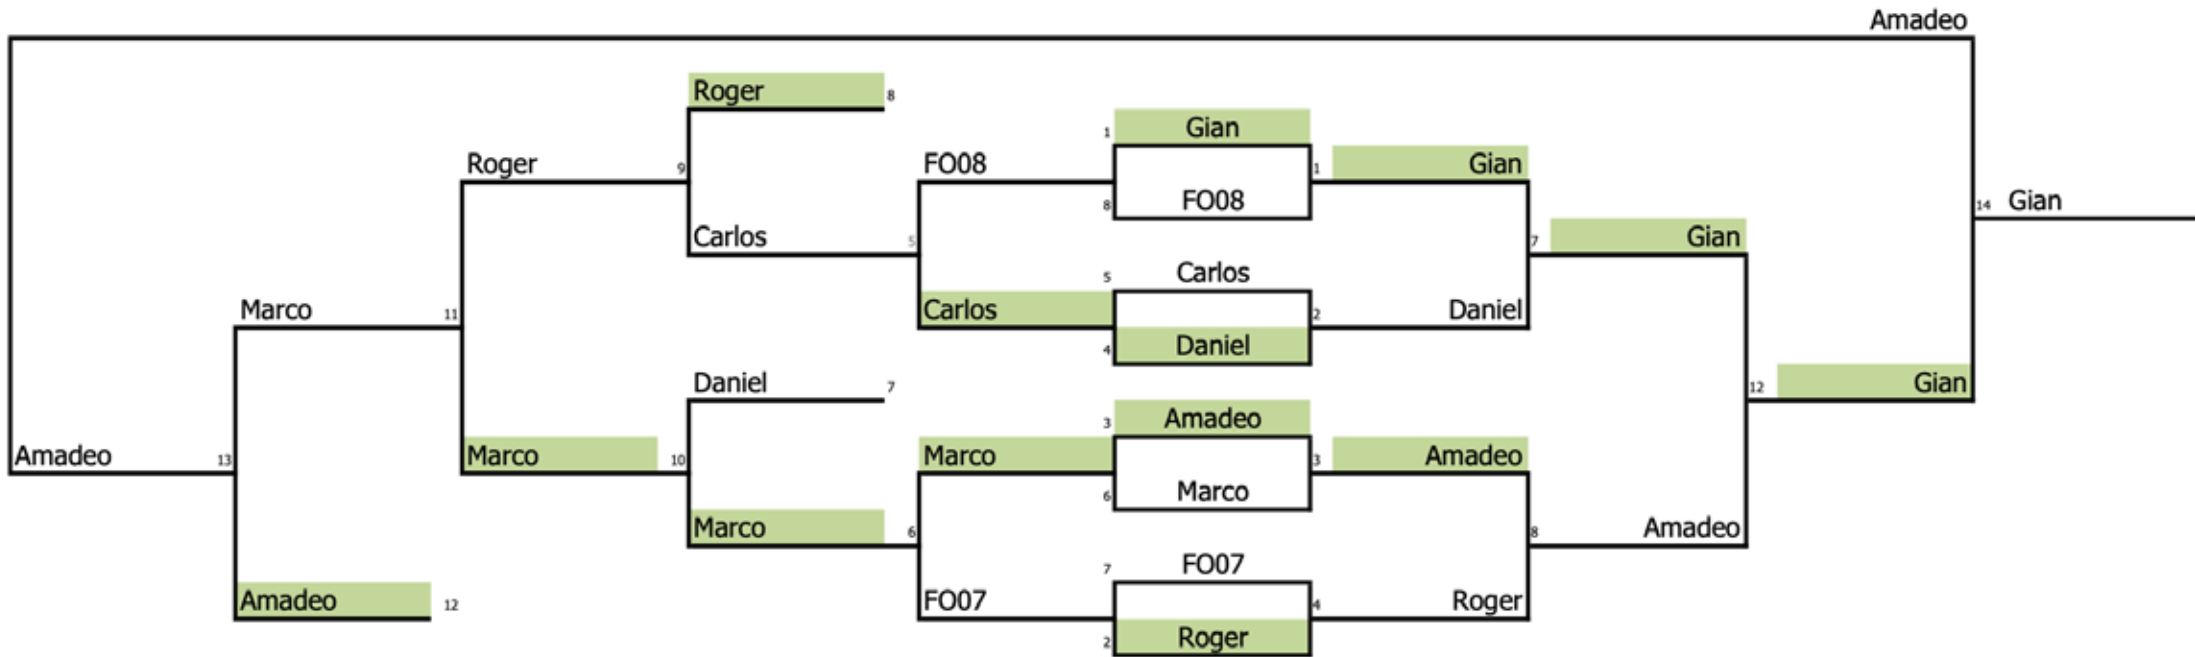 Amadeo
Roger 8
1 Gian
Roger 9 FO08 1 Gian
8 FO08 14 Gian
Carlos 5 7 Gian
5 Carlos
Marco 11 Carlos 2 Daniel
4 Daniel
Daniel 7 12 Gian
3 Amadeo
Amadeo 13 Marco 10 Marco 3 Amadeo
6 Marco
Marco 6 8 Amadeo
7 FO07
Amadeo 12 FO07 4 Roger
2 Roger